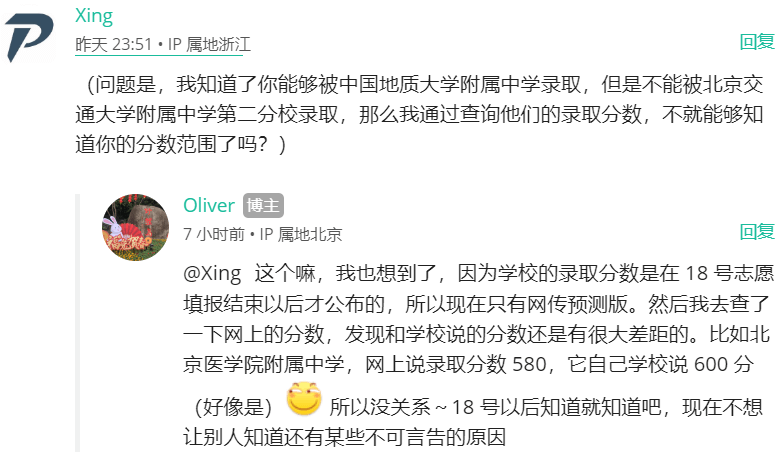 Xing
昨天 23:51 • IP 属地浙江
回复
（问题是，我知道了你能够被中国地质大学附属中学录取，但是不能被北京交
通大学附属中学第二分校录取，那么我通过查询他们的录取分数，不就能够知
道你的分数范围了吗？）
Oliver 博主
7 小时前 • IP 属地北京
回复
@Xing 这个嘛，我也想到了，因为学校的录取分数是在 18 号志愿
填报结束以后才公布的，所以现在只有网传预测版。然后我去查了
一下网上的分数，发现和学校说的分数还是有很大差距的。比如北
京医学院附属中学，网上说录取分数 580，它自己学校说 600 分
（好像是） 所以没关系～18 号以后知道就知道吧，现在不想
让别人知道还有某些不可言告的原因